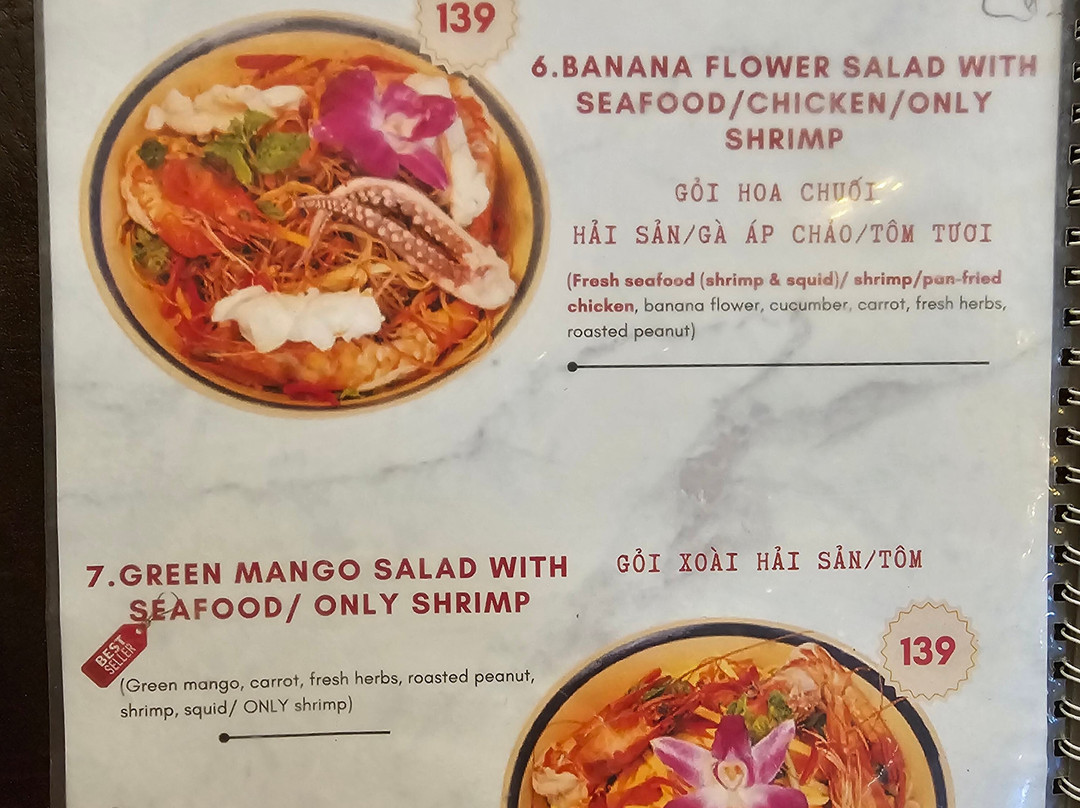 139
6.BANANA FLOWER SALAD WITH
SEAFOOD/CHICKEN/ONLY
SHRIMP
GỎI HOA CHUỐI
HẢI SẢN/GÀ ÁP CHẢO/TÔM TƯƠI
(Fresh seafood (shrimp & squid)/ shrimp/pan-fried
chicken, banana flower, cucumber, carrot, fresh herbs,
roasted peanut)
7.GREEN MANGO SALAD WITH
SEAFOOD/ ONLY SHRIMP
GỎI XOÀI HẢI SẢN/TÔM
BEST
SELLER
(Green mango, carrot, fresh herbs, roasted peanut,
shrimp, squid/ ONLY shrimp)
139